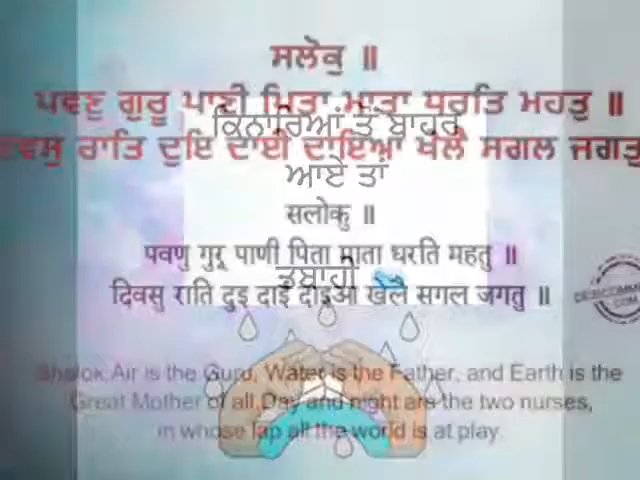 ਸਲੋਕੁ ॥
ਪਵਣੁ ਗੁਰੂ ਪਾਣੀ ਪਿਤਾ ਮਾਤਾ ਧਰਤਿ ਮਹਤੁ ॥
ਕਿਨਾਰਿਆਂ ਤੋਂ ਬਾਹਰ
ਦਿਵਸੁ ਰਾਤਿ ਦੁਇ ਦਾਈ ਦਾਇਆ ਖੇਲੈ ਸਗਲ ਜਗਤੁ
ਆਏ ਤਾਂ
सलोकु ॥
पवणु गुरू पाणी पिता माता धरति महतु ॥
ਤਬਾਹੀ
दिवसु राति दुइ दाई दाइआ खेलै सगल जगतु ॥
Shalok:Air is the Guru, Water is the Father, and Earth is the
Great Mother of all,Day and night are the two nurses,
in whose lap all the world is at play